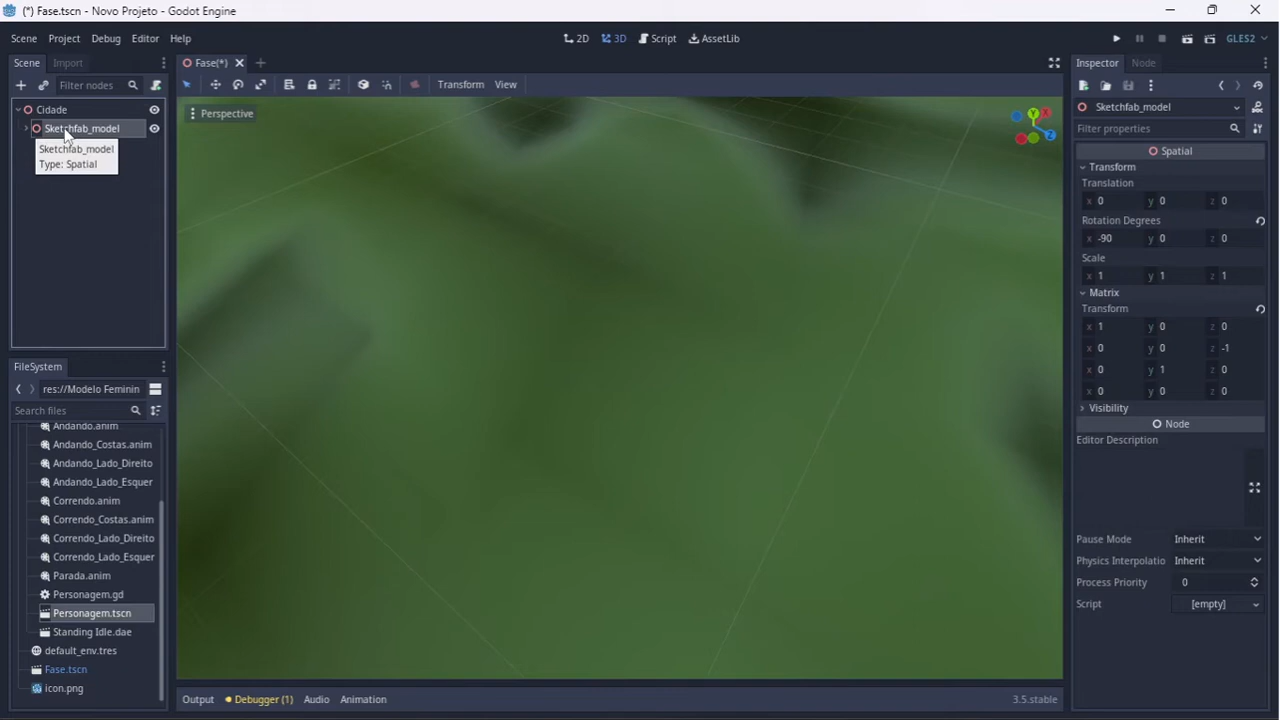 (*) Fase.tscn - Novo Projeto - Godot Engine
Scene Project Debug Editor Help
2D 3D Script AssetLib
GLES2
Scene Import
Filter nodes
Cidade
Sketchfab_model
Sketchfab_model
Type: Spatial
FileSystem
res://Modelo Feminin
Search files
Andando.anim
Andando_Costas.anim
Andando_Lado_Direito
Andando_Lado_Esquer
Correndo.anim
Correndo_Costas.anim
Correndo_Lado_Direito
Correndo_Lado_Esquer
Parada.anim
Personagem.gd
Personagem.tscn
Standing Idle.dae
default_env.tres
Fase.tscn
icon.png
Fase(*)
Transform View
Perspective
Y X Z
Output Debugger (1) Audio Animation 3.5.stable
Inspector Node
Sketchfab_model
Filter properties
Spatial
Transform
Translation
x 0 y 0 z 0
Rotation Degrees
x -90 y 0 z 0
Scale
x 1 y 1 z 1
Matrix
Transform
x 1 y 0 z 0
x 0 y 0 z -1
x 0 y 1 z 0
x 0 y 0 z 0
Visibility
Node
Editor Description
Pause Mode Inherit
Physics Interpolatio Inherit
Process Priority 0
Script [empty]